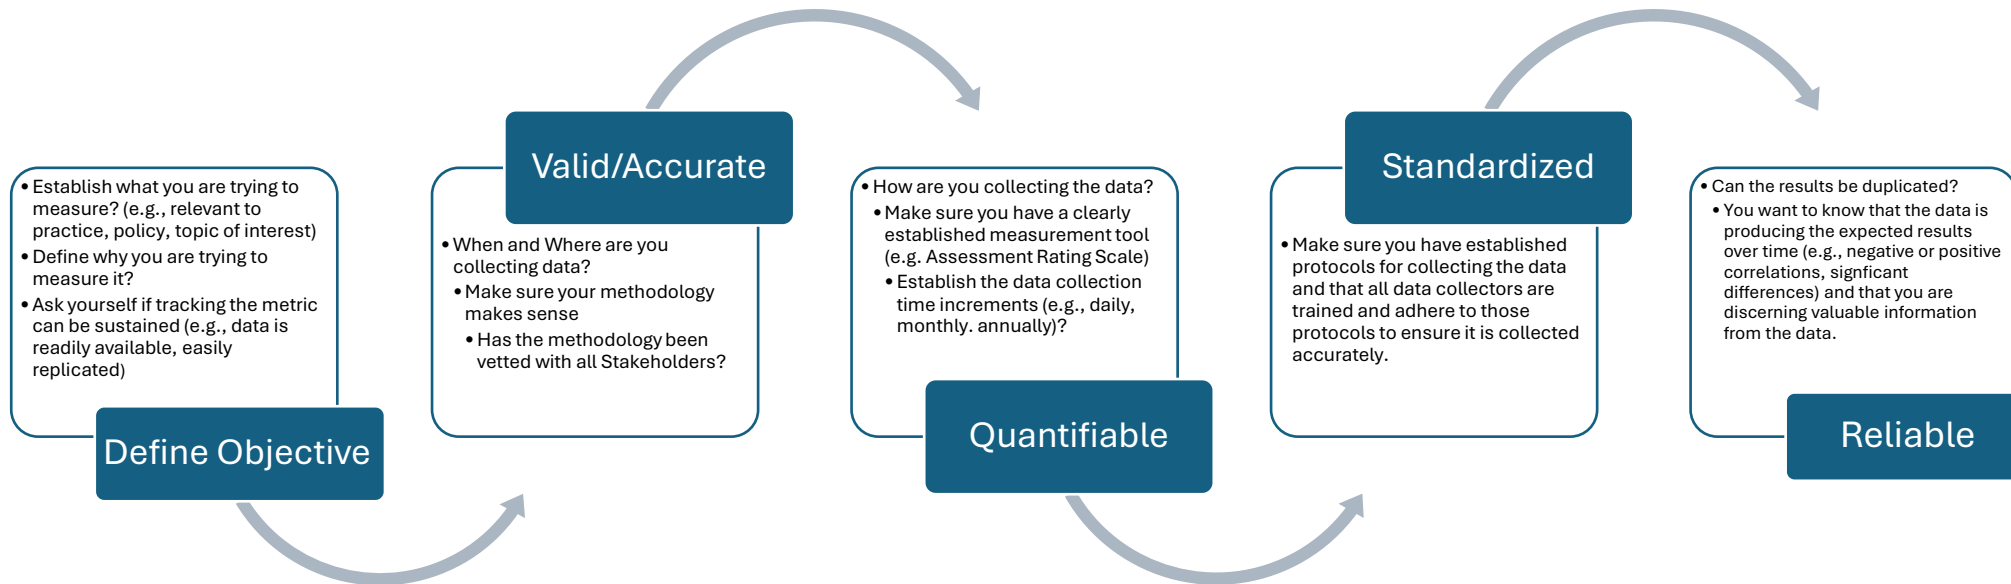 • Establish what you are trying to
measure? (e.g., relevant to
practice, policy, topic of interest)
• Define why you are trying to
measure it?
• Ask yourself if tracking the metric
can be sustained (e.g., data is
readily available, easily
replicated)
Define Objective
Valid/Accurate
• When and Where are you
collecting data?
• Make sure your methodology
makes sense
• Has the methodology been
vetted with all Stakeholders?
• How are you collecting the data?
• Make sure you have a clearly
established measurement tool
(e.g. Assessment Rating Scale)
• Establish the data collection
time increments (e.g., daily,
monthly. annually)?
Quantifiable
Standardized
• Make sure you have established
protocols for collecting the data
and that all data collectors are
trained and adhere to those
protocols to ensure it is collected
accurately.
• Can the results be duplicated?
• You want to know that the data is
producing the expected results
over time (e.g., negative or positive
correlations, signficant
differences) and that you are
discerning valuable information
from the data.
Reliable